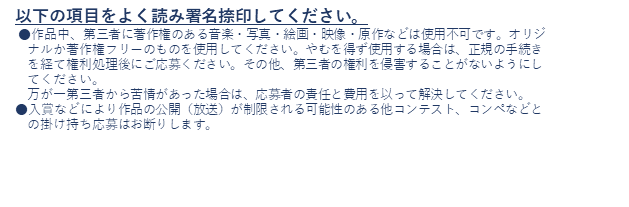 以下の項目をよく読み署名捺印してください。
●作品中、第三者に著作権のある音楽・写真・絵画・映像・原作などは使用不可です。オリジ
ナルか著作権フリーのものを使用してください。やむを得ず使用する場合は、正規の手続き
を経て権利処理後にご応募ください。その他、第三者の権利を侵害することがないようにし
てください。
万が一第三者から苦情があった場合は、応募者の責任と費用を以って解決してください。
●入賞などにより作品の公開（放送）が制限される可能性のある他コンテスト、コンペなどと
の掛け持ち応募はお断りします。